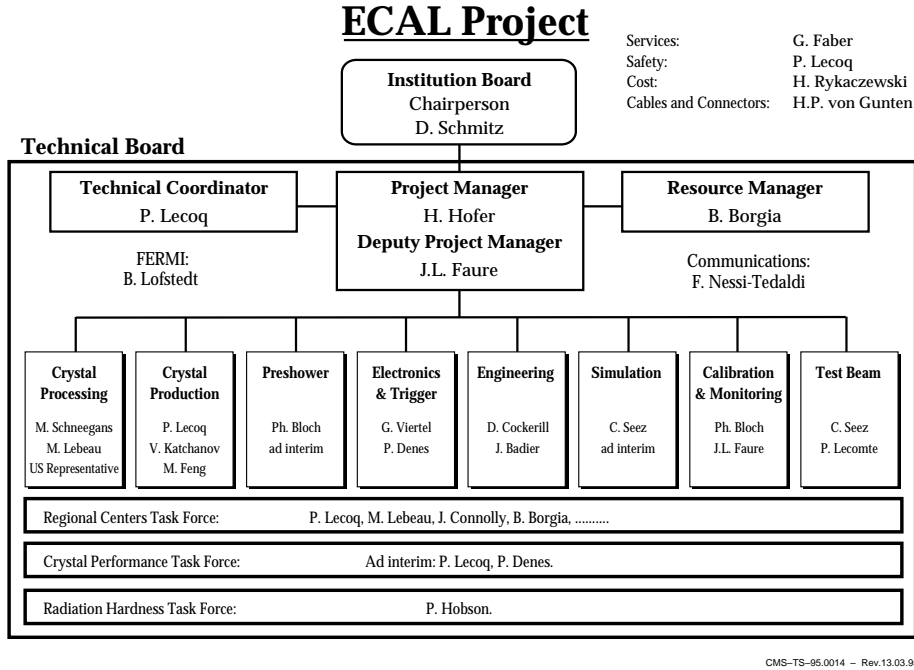 ECAL Project
Services: G. Faber
Safety: P. Lecoq
Cost: H. Rykaczewski
Cables and Connectors: H.P. von Gunten
Institution Board
Chairperson
D. Schmitz
Technical Board
Technical Coordinator
P. Lecoq
Project Manager
H. Hofer
Deputy Project Manager
J.L. Faure
Resource Manager
B. Borgia
FERMI:
B. Lofstedt
Communications:
F. Nessi-Tedaldi
Crystal
Processing
M. Schneegans
M. Lebeau
US Representative
Crystal
Production
P. Lecoq
V. Katchanov
M. Feng
Preshower
Ph. Bloch
ad interim
Electronics
& Trigger
G. Viertel
P. Denes
Engineering
D. Cockerill
J. Badier
Simulation
C. Seez
ad interim
Calibration
& Monitoring
Ph. Bloch
J.L. Faure
Test Beam
C. Seez
P. Lecomte
Regional Centers Task Force: P. Lecoq, M. Lebeau, J. Connolly, B. Borgia, ..........
Crystal Performance Task Force: Ad interim: P. Lecoq, P. Denes.
Radiation Hardness Task Force: P. Hobson.
CMS–TS–95.0014 – Rev.13.03.9